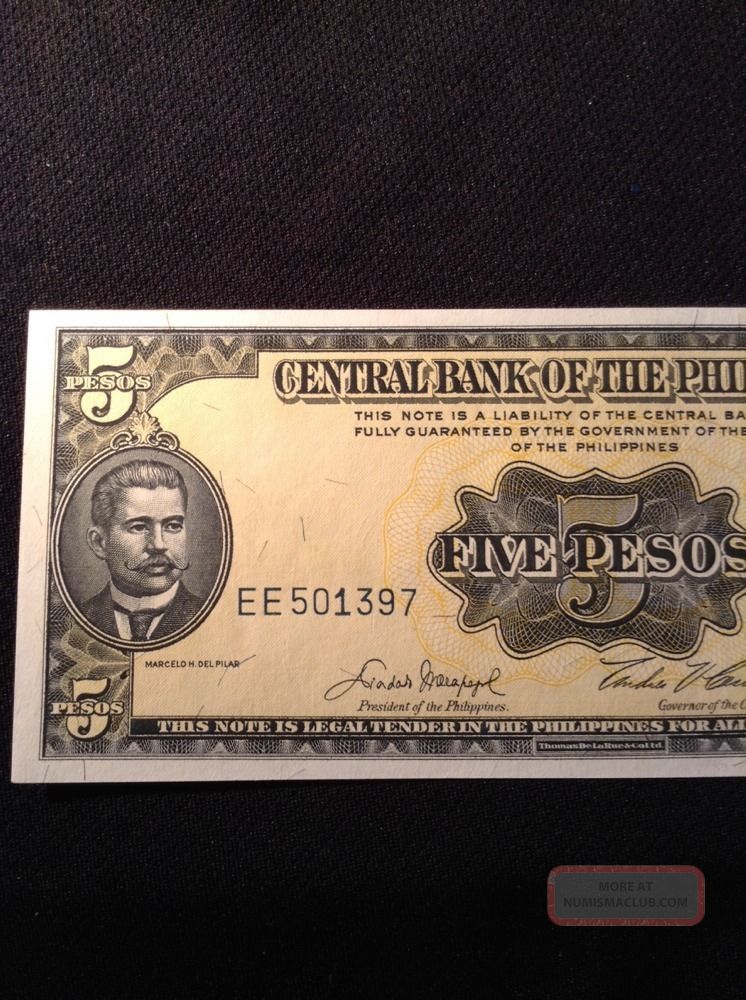 5
PESOS
CENTRAL BANK OF THE PHI
THIS NOTE IS A LIABILITY OF THE CENTRAL BA
FULLY GUARANTEED BY THE GOVERNMENT OF THE
OF THE PHILIPPINES
5
FIVE PESOS
EE501397
MARCELO H. DEL PILAR
President of the Philippines.
Governor of the C
5
PESOS
THIS NOTE IS LEGAL TENDER IN THE PHILIPPINES FOR ALL
Thomas De La Rue & Co Ltd.
MORE AT
NUMISMACLUB.COM